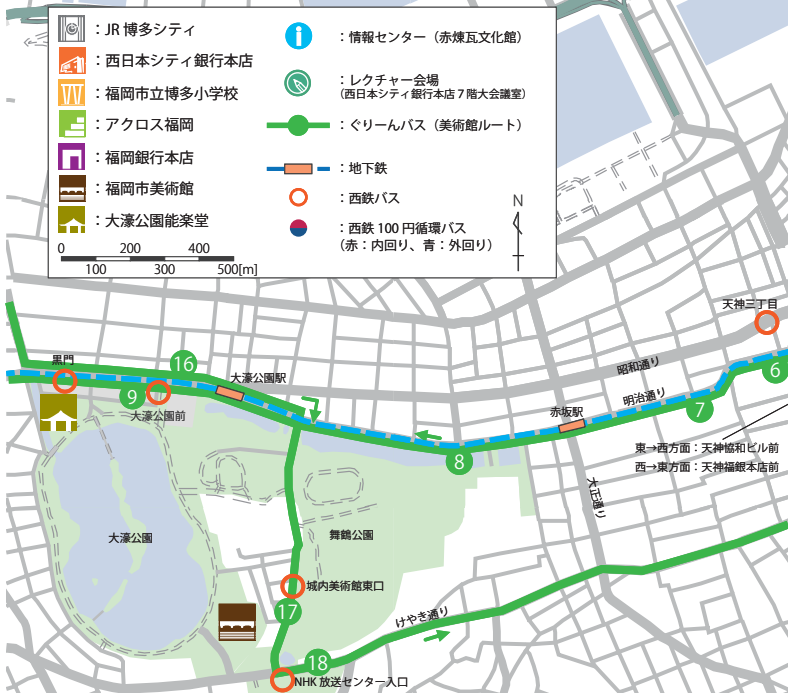 ：JR 博多シティ
：西日本シティ銀行本店
：福岡市立博多小学校
：アクロス福岡
：福岡銀行本店
：福岡市美術館
：大濠公園能楽堂
0 200 400
100 300 500[m]
i
：情報センター（赤煉瓦文化館）
：レクチャー会場
（西日本シティ銀行本店 7 階大会議室）
：ぐりーんバス（美術館ルート）
：地下鉄
：西鉄バス
：西鉄 100 円循環バス
（赤：内回り、青：外回り）
N
天神三丁目
昭和通り
6
黒門
16
大濠公園駅
9
大濠公園前
明治通り
7
赤坂駅
8
東→西方面：天神協和ビル前
西→東方面：天神福銀本店前
大正通り
大濠公園
舞鶴公園
城内美術館東口
17
けやき通り
18
NHK 放送センター入口